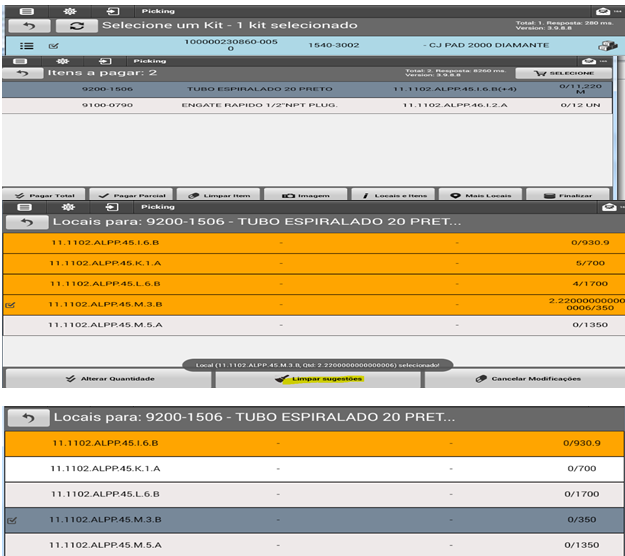 Picking
Selecione um Kit - 1 kit selecionado
Total: 1. Resposta: 280 ms.
Version: 3.9.8.8
100000230860-005
0
1540-3002
- CJ PAD 2000 DIAMANTE
Picking
Itens a pagar: 2
Total: 2. Resposta: 8260 ms.
Version: 3.9.8.8
SELECIONE
9200-1506
TUBO ESPIRALADO 20 PRETO
11.1102.ALPP.45.I.6.B(+4)
0/11,220
M
9100-0790
ENGATE RAPIDO 1/2"NPT PLUG.
11.1102.ALPP.46.I.2.A
0/12 UN
Pagar Total
Pagar Parcial
Limpar Item
Imagem
Locais e Itens
Mais Locais
Finalizar
Picking
Locais para: 9200-1506 - TUBO ESPIRALADO 20 PRET...
11.1102.ALPP.45.I.6.B - - 0/930.9
11.1102.ALPP.45.K.1.A - - 5/700
11.1102.ALPP.45.L.6.B - - 4/1700
11.1102.ALPP.45.M.3.B - - 2.22000000000
0006/350
11.1102.ALPP.45.M.5.A - - 0/1350
Local (11.1102.ALPP.45.M.3.B, Qtd: 2.2200000000000006) selecionado!
Alterar Quantidade
Limpar sugestões
Cancelar Modificações
Locais para: 9200-1506 - TUBO ESPIRALADO 20 PRET...
11.1102.ALPP.45.I.6.B - - 0/930.9
11.1102.ALPP.45.K.1.A - - 0/700
11.1102.ALPP.45.L.6.B - - 0/1700
11.1102.ALPP.45.M.3.B - - 0/350
11.1102.ALPP.45.M.5.A - - 0/1350